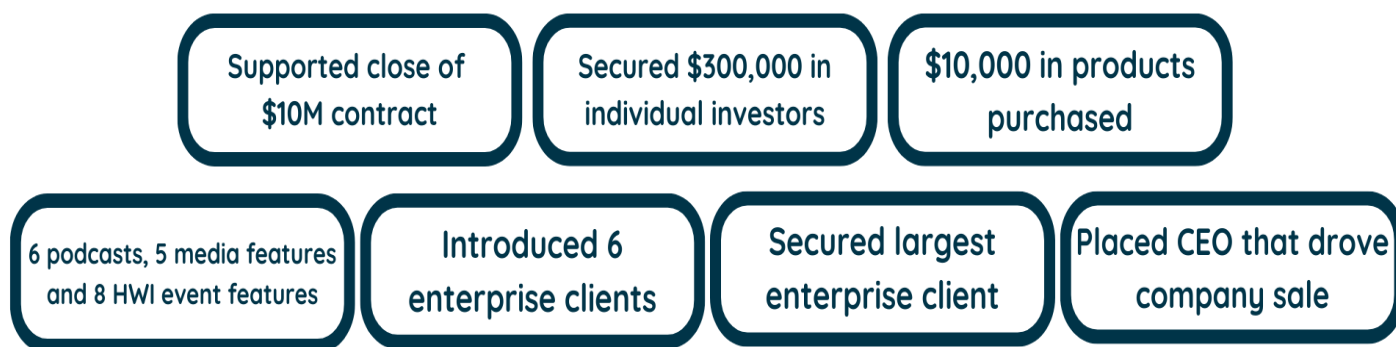 Supported close of
$10M contract
Secured $300,000 in
individual investors
$10,000 in products
purchased
6 podcasts, 5 media features
and 8 HWI event features
Introduced 6
enterprise clients
Secured largest
enterprise client
Placed CEO that drove
company sale